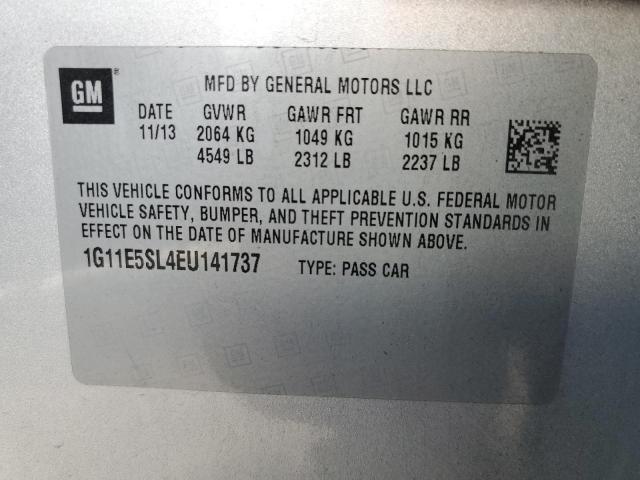 GM ®
MFD BY GENERAL MOTORS LLC
DATE GVWR GAWR FRT GAWR RR
11/13 2064 KG 1049 KG 1015 KG
4549 LB 2312 LB 2237 LB
THIS VEHICLE CONFORMS TO ALL APPLICABLE U.S. FEDERAL MOTOR
VEHICLE SAFETY, BUMPER, AND THEFT PREVENTION STANDARDS IN
EFFECT ON THE DATE OF MANUFACTURE SHOWN ABOVE.
1G11E5SL4EU141737 TYPE: PASS CAR